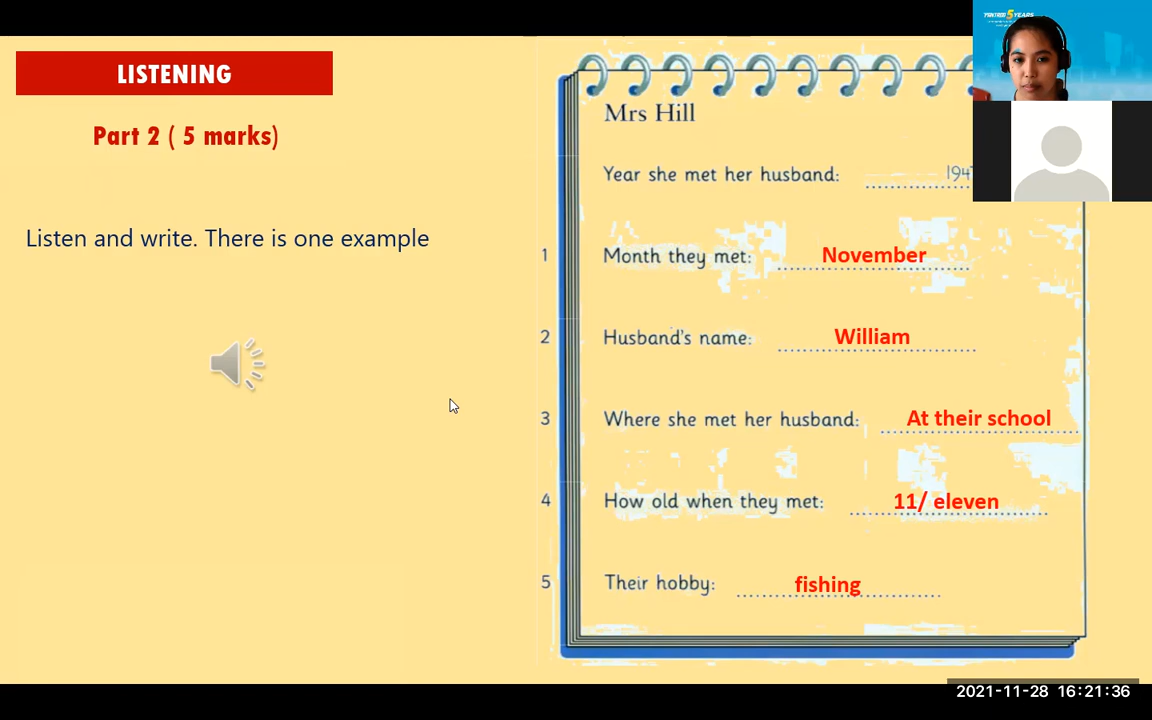 LISTENING
Part 2 ( 5 marks)
Listen and write. There is one example
Mrs Hill
Year she met her husband:
1 Month they met: November
2 Husband's name: William
3 Where she met her husband: At their school
4 How old when they met: 11/ eleven
5 Their hobby: fishing
5 YEARS
2021-11-28 16:21:36